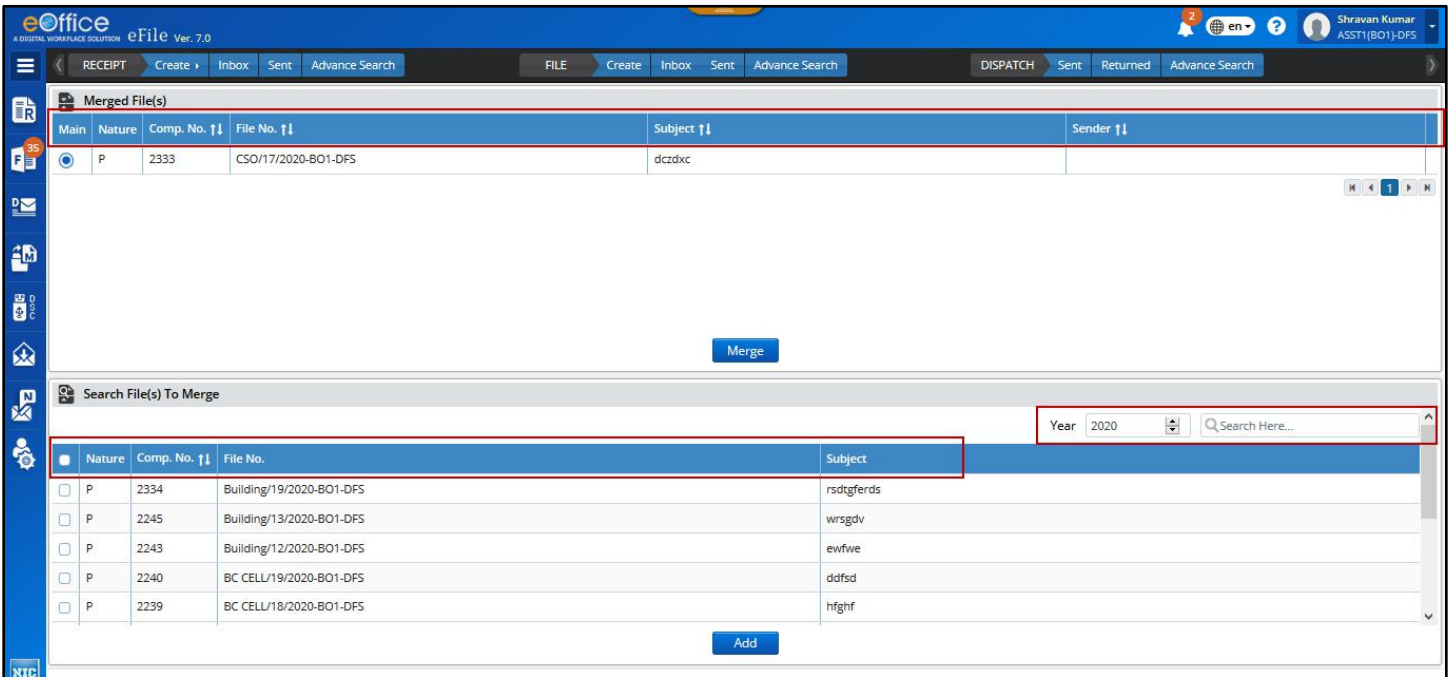 eOffice
A DIGITAL WORKPLACE SOLUTION eFile Ver. 7.0
2
en
?
Shravan Kumar
ASST1(BO1)-DFS
RECEIPT Create Inbox Sent Advance Search FILE Create Inbox Sent Advance Search DISPATCH Sent Returned Advance Search
R
F 35
D
M
DSC
N
NIC
Merged File(s)
Main Nature Comp. No. File No. Subject Sender
P 2333 CSO/17/2020-BO1-DFS dczdxc
1
Merge
Search File(s) To Merge
Year 2020 Search Here...
Nature Comp. No. File No. Subject
P 2334 Building/19/2020-BO1-DFS rsdtgferds
P 2245 Building/13/2020-BO1-DFS wrsgdv
P 2243 Building/12/2020-BO1-DFS ewfwe
P 2240 BC CELL/19/2020-BO1-DFS ddfsd
P 2239 BC CELL/18/2020-BO1-DFS hfghf
Add